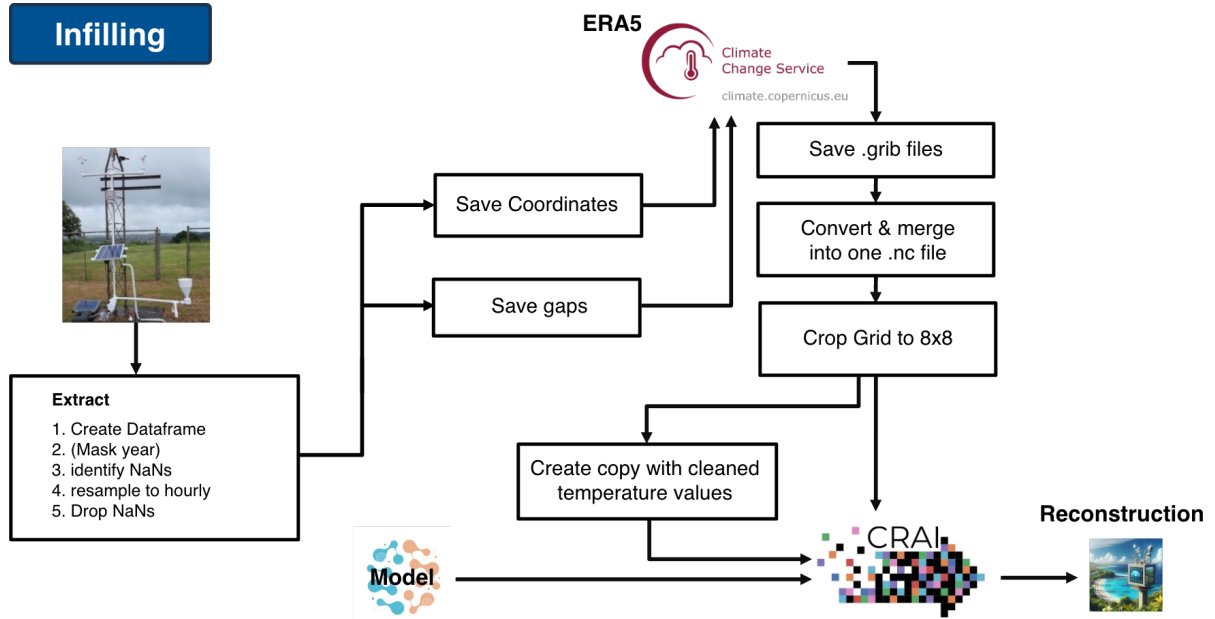 Infilling
ERA5
Climate
Change Service
climate.copernicus.eu
Save .grib files
Save Coordinates
Convert & merge
into one .nc file
Save gaps
Crop Grid to 8x8
Extract
1. Create Dataframe
2. (Mask year)
3. identify NaNs
4. resample to hourly
5. Drop NaNs
Create copy with cleaned
temperature values
Reconstruction
CRAI
Model